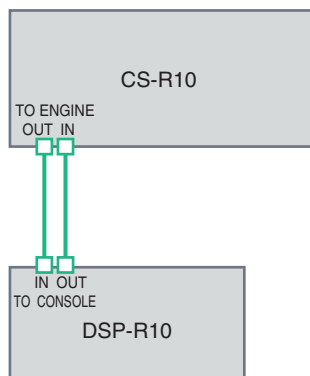 CS-R10
TO ENGINE
OUT IN
IN OUT
TO CONSOLE
DSP-R10